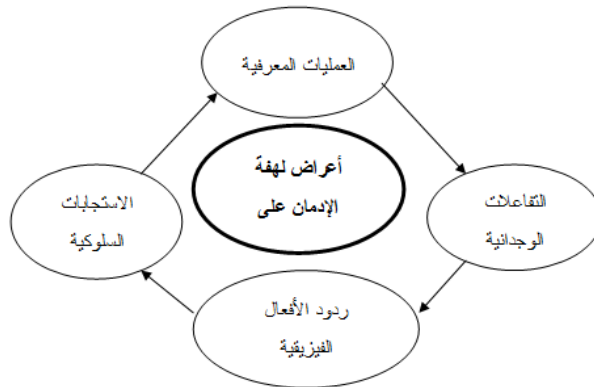 العمليات المعرفية
أعراض لهفة
الإدمان على
التفاعلات
الوجدانية
الاستجابات
السلوكية
ردود الأفعال
الفيزيقية